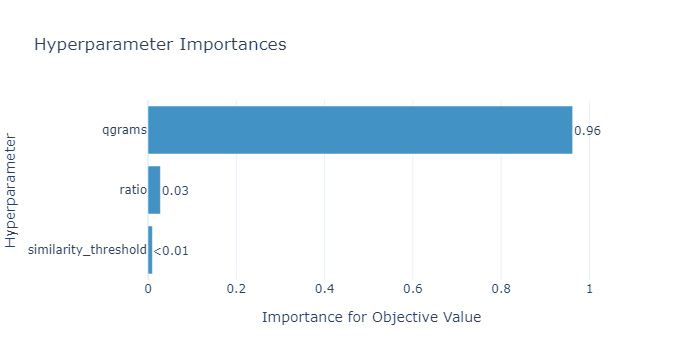 Hyperparameter Importances
Hyperparameter
qgrams 0.96
ratio 0.03
similarity_threshold <0.01
0 0.2 0.4 0.6 0.8 1
Importance for Objective Value